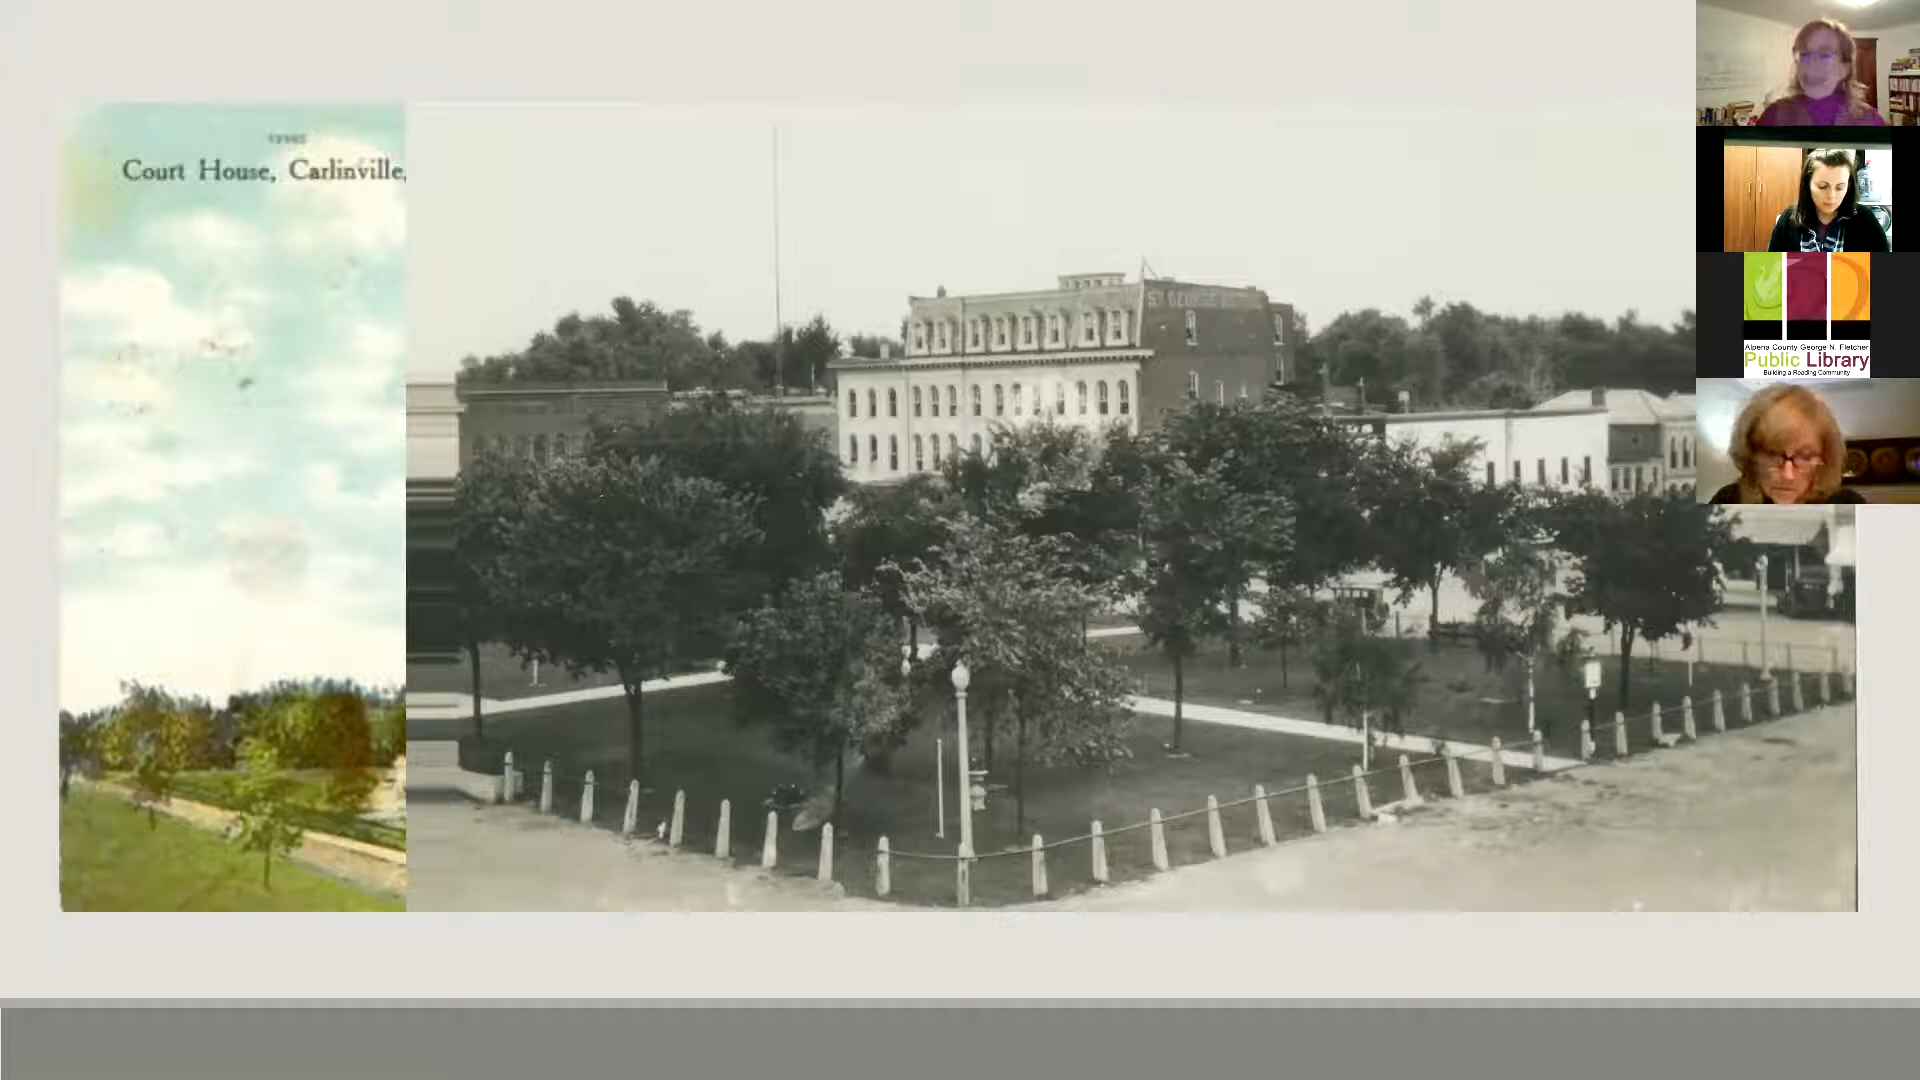 Court House, Carlinville,
ST GEORGE
Alpena County George N. Fletcher
Public Library
Building a Reading Community